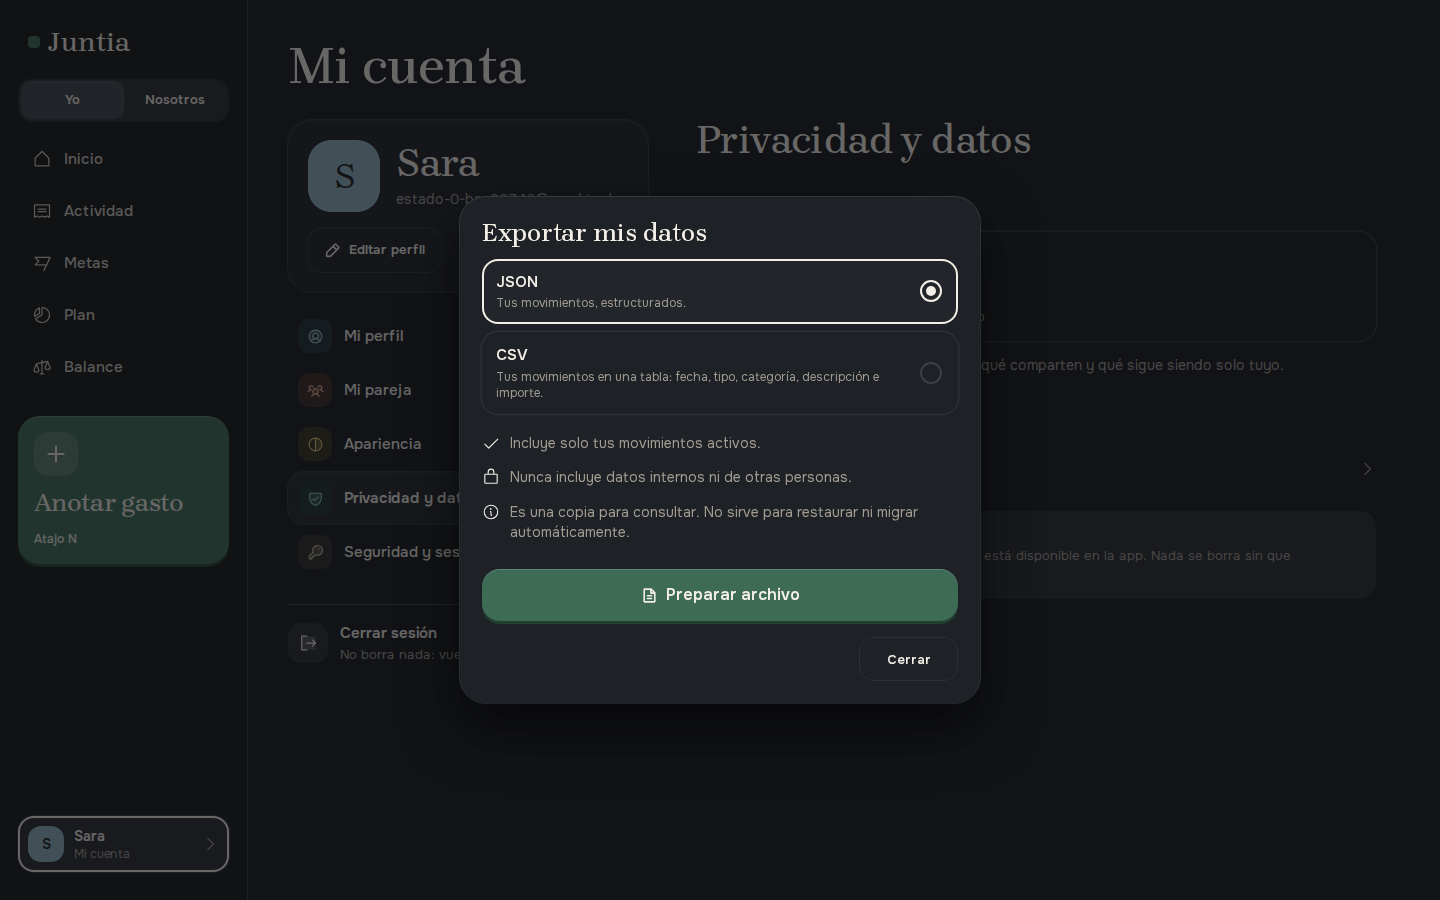 Juntia
Yo
Nosotros
Inicio
Actividad
Metas
Plan
Balance
Anotar gasto
Atajo N
S
Sara
Mi cuenta
Mi cuenta
S
Sara
Editar perfil
Mi perfil
Mi pareja
Apariencia
Privacidad y dat
Seguridad y ses
Cerrar sesión
No borra nada: vue
Privacidad y datos
qué comparten y qué sigue siendo solo tuyo.
está disponible en la app. Nada se borra sin que
Exportar mis datos
JSON
Tus movimientos, estructurados.
CSV
Tus movimientos en una tabla: fecha, tipo, categoría, descripción e
importe.
Incluye solo tus movimientos activos.
Nunca incluye datos internos ni de otras personas.
Es una copia para consultar. No sirve para restaurar ni migrar
automáticamente.
Preparar archivo
Cerrar